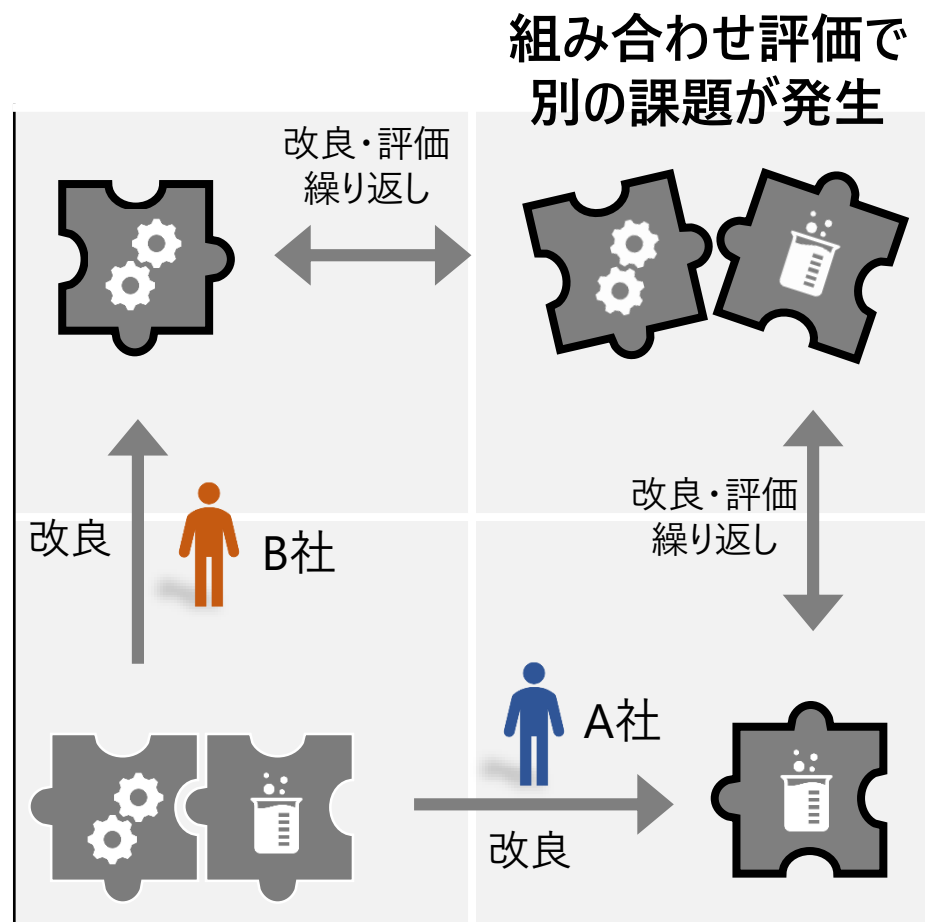 組み合わせ評価で
別の課題が発生
改良・評価
繰り返し
改良・評価
繰り返し
改良
B社
A社
改良